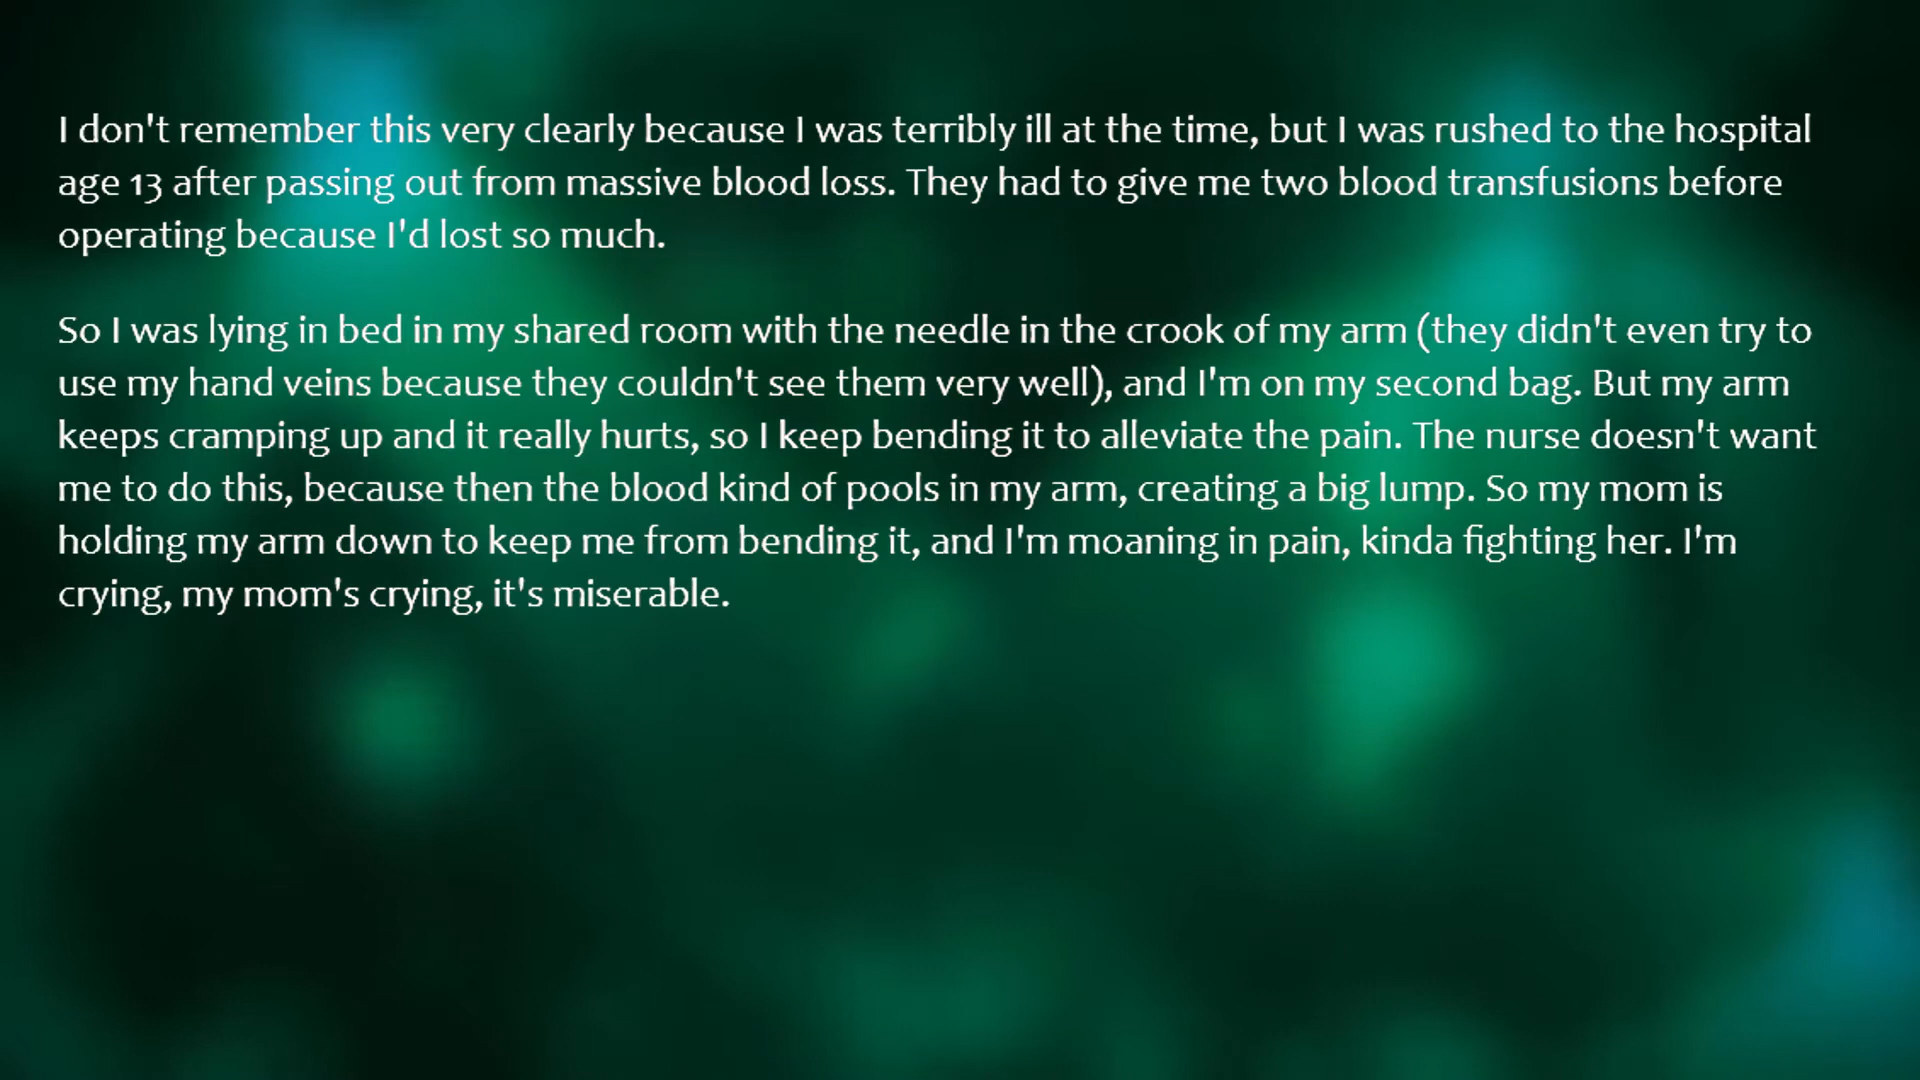 I don't remember this very clearly because I was terribly ill at the time, but I was rushed to the hospital
age 13 after passing out from massive blood loss. They had to give me two blood transfusions before
operating because I'd lost so much.
So I was lying in bed in my shared room with the needle in the crook of my arm (they didn't even try to
use my hand veins because they couldn't see them very well), and I'm on my second bag. But my arm
keeps cramping up and it really hurts, so I keep bending it to alleviate the pain. The nurse doesn't want
me to do this, because then the blood kind of pools in my arm, creating a big lump. So my mom is
holding my arm down to keep me from bending it, and I'm moaning in pain, kinda fighting her. I'm
crying, my mom's crying, it's miserable.